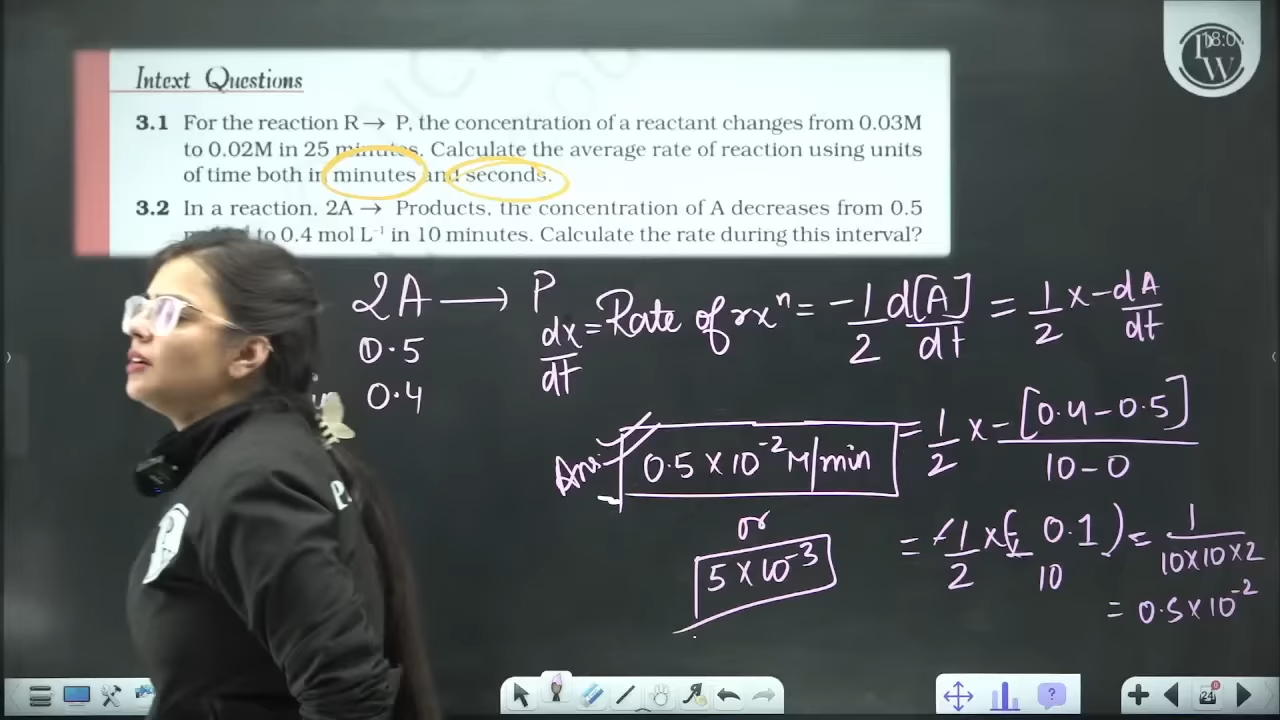 18:0
PW
Intext Questions
3.1 For the reaction R → P, the concentration of a reactant changes from 0.03M
to 0.02M in 25 minutes. Calculate the average rate of reaction using units
of time both in minutes and seconds.
3.2 In a reaction, 2A → Products, the concentration of A decreases from 0.5
to 0.4 mol L⁻¹ in 10 minutes. Calculate the rate during this interval?
2A → P
0.5
0.4
dx/dt = Rate of rxⁿ = -1/2 d[A]/dt = 1/2 x - dA/dt
= 1/2 x -[0.4-0.5]/10-0
Ans: 0.5 x 10⁻² M/min
or
5 x 10⁻³
= -1/2 x (- 0.1/10) = 1/10x10x2
= 0.5 x 10⁻²
P
24